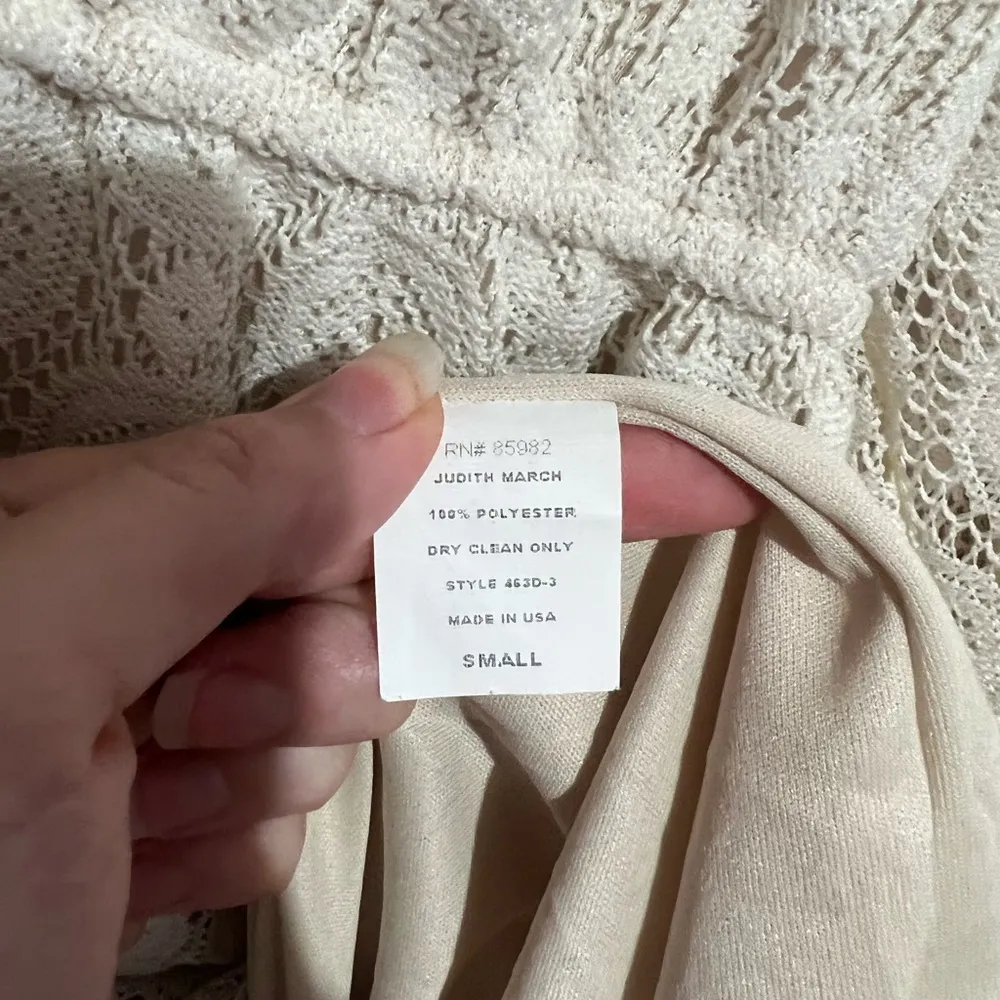 RN# 85982
JUDITH MARCH
100% POLYESTER
DRY CLEAN ONLY
STYLE 463D-3
MADE IN USA
SMALL